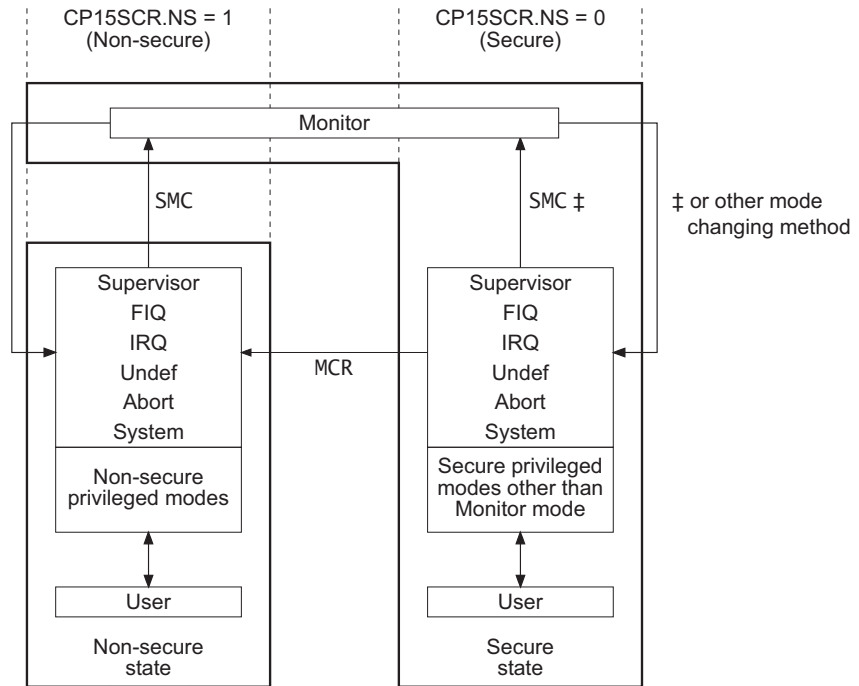 CP15SCR.NS = 1
(Non-secure)
CP15SCR.NS = 0
(Secure)
Monitor
SMC
SMC ‡
‡ or other mode
changing method
Supervisor
FIQ
IRQ
Undef
Abort
System
Non-secure
privileged modes
User
Non-secure
state
MCR
Supervisor
FIQ
IRQ
Undef
Abort
System
Secure privileged
modes other than
Monitor mode
User
Secure
state